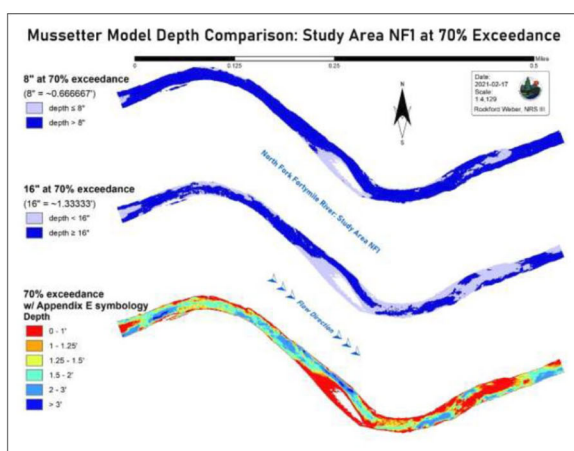 Mussetter Model Depth Comparison: Study Area NF1 at 70% Exceedance
Miles
0 0.125 0.25 0.5
8" at 70% exceedance
(8" = ~0.666667')
depth ≤ 8"
depth > 8"
N
S
Date:
2021-02-17
Scale:
1:4,129
Rockford Weber, NRS III
North Fork Fortymile River: Study Area NF1
16" at 70% exceedance
(16" = ~1.33333')
depth < 16"
depth ≥ 16"
Flow Direction
70% exceedance
w/ Appendix E symbology
Depth
0 - 1'
1 - 1.25'
1.25 - 1.5'
1.5 - 2'
2 - 3'
> 3'